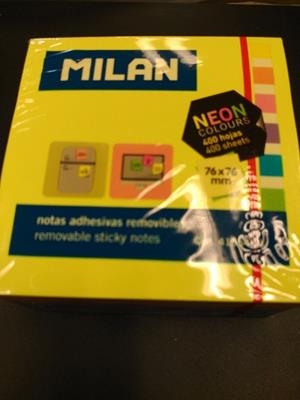 MILAN
NEON
COLOURS
400 hojas
400 sheets
76 x 76
mm
notas adhesivas removibles
removable sticky notes